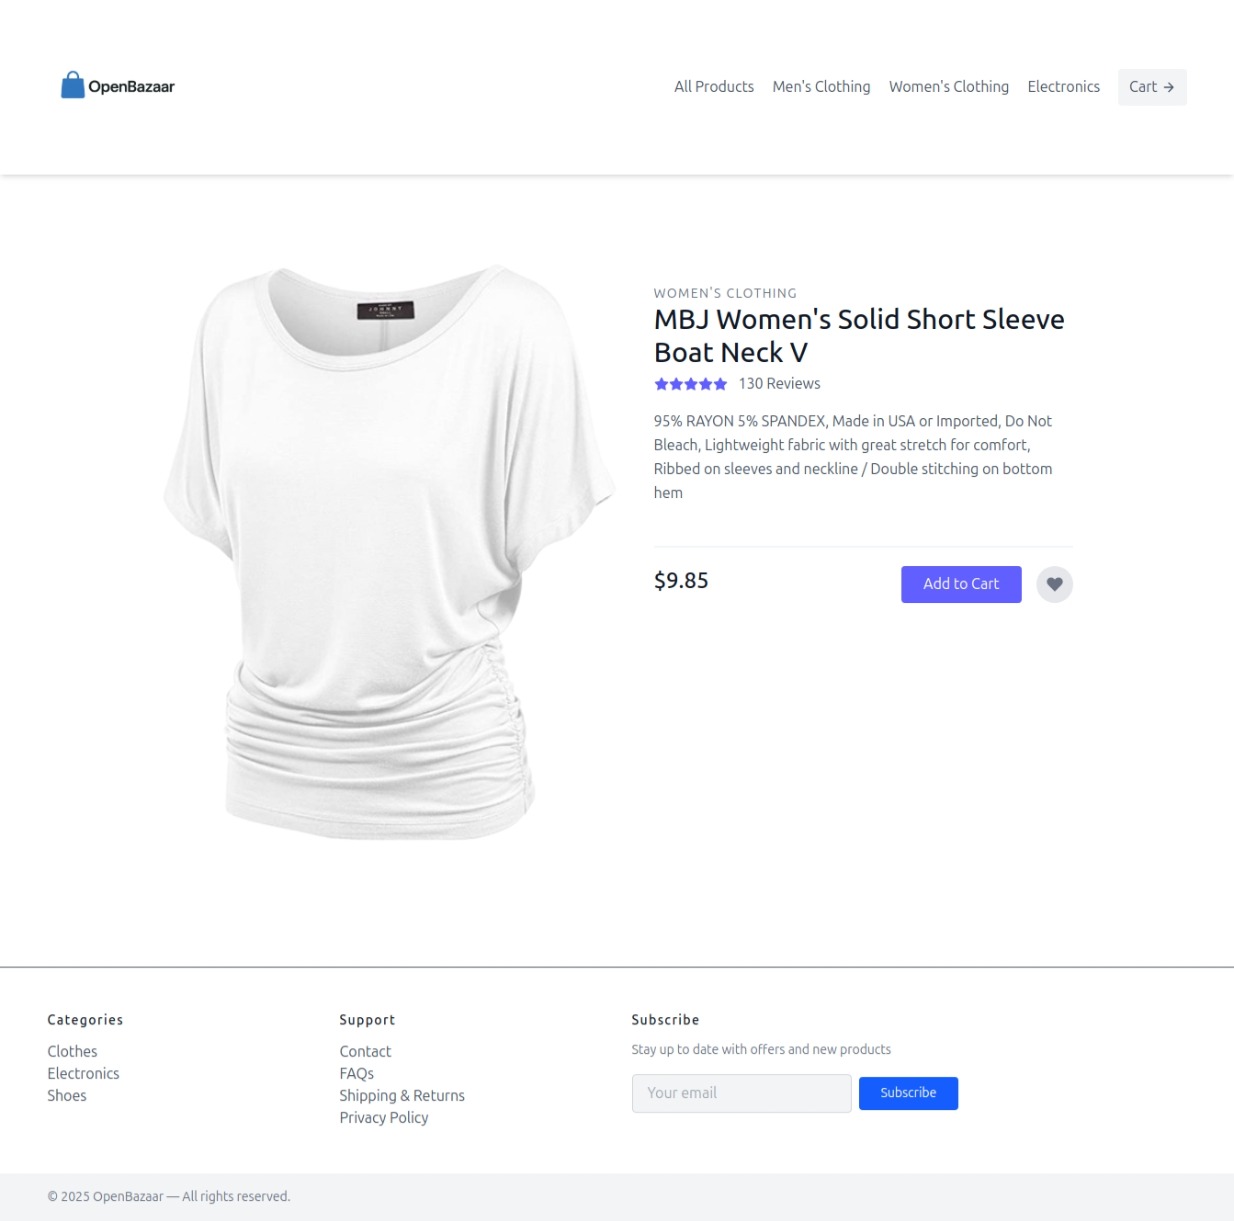 OpenBazaar
All Products Men's Clothing Women's Clothing Electronics Cart →
JOHNNY
WOMEN'S CLOTHING
MBJ Women's Solid Short Sleeve
Boat Neck V
130 Reviews
95% RAYON 5% SPANDEX, Made in USA or Imported, Do Not
Bleach, Lightweight fabric with great stretch for comfort,
Ribbed on sleeves and neckline / Double stitching on bottom
hem
$9.85
Add to Cart
Categories
Clothes
Electronics
Shoes
Support
Contact
FAQs
Shipping & Returns
Privacy Policy
Subscribe
Stay up to date with offers and new products
Your email
Subscribe
© 2025 OpenBazaar — All rights reserved.